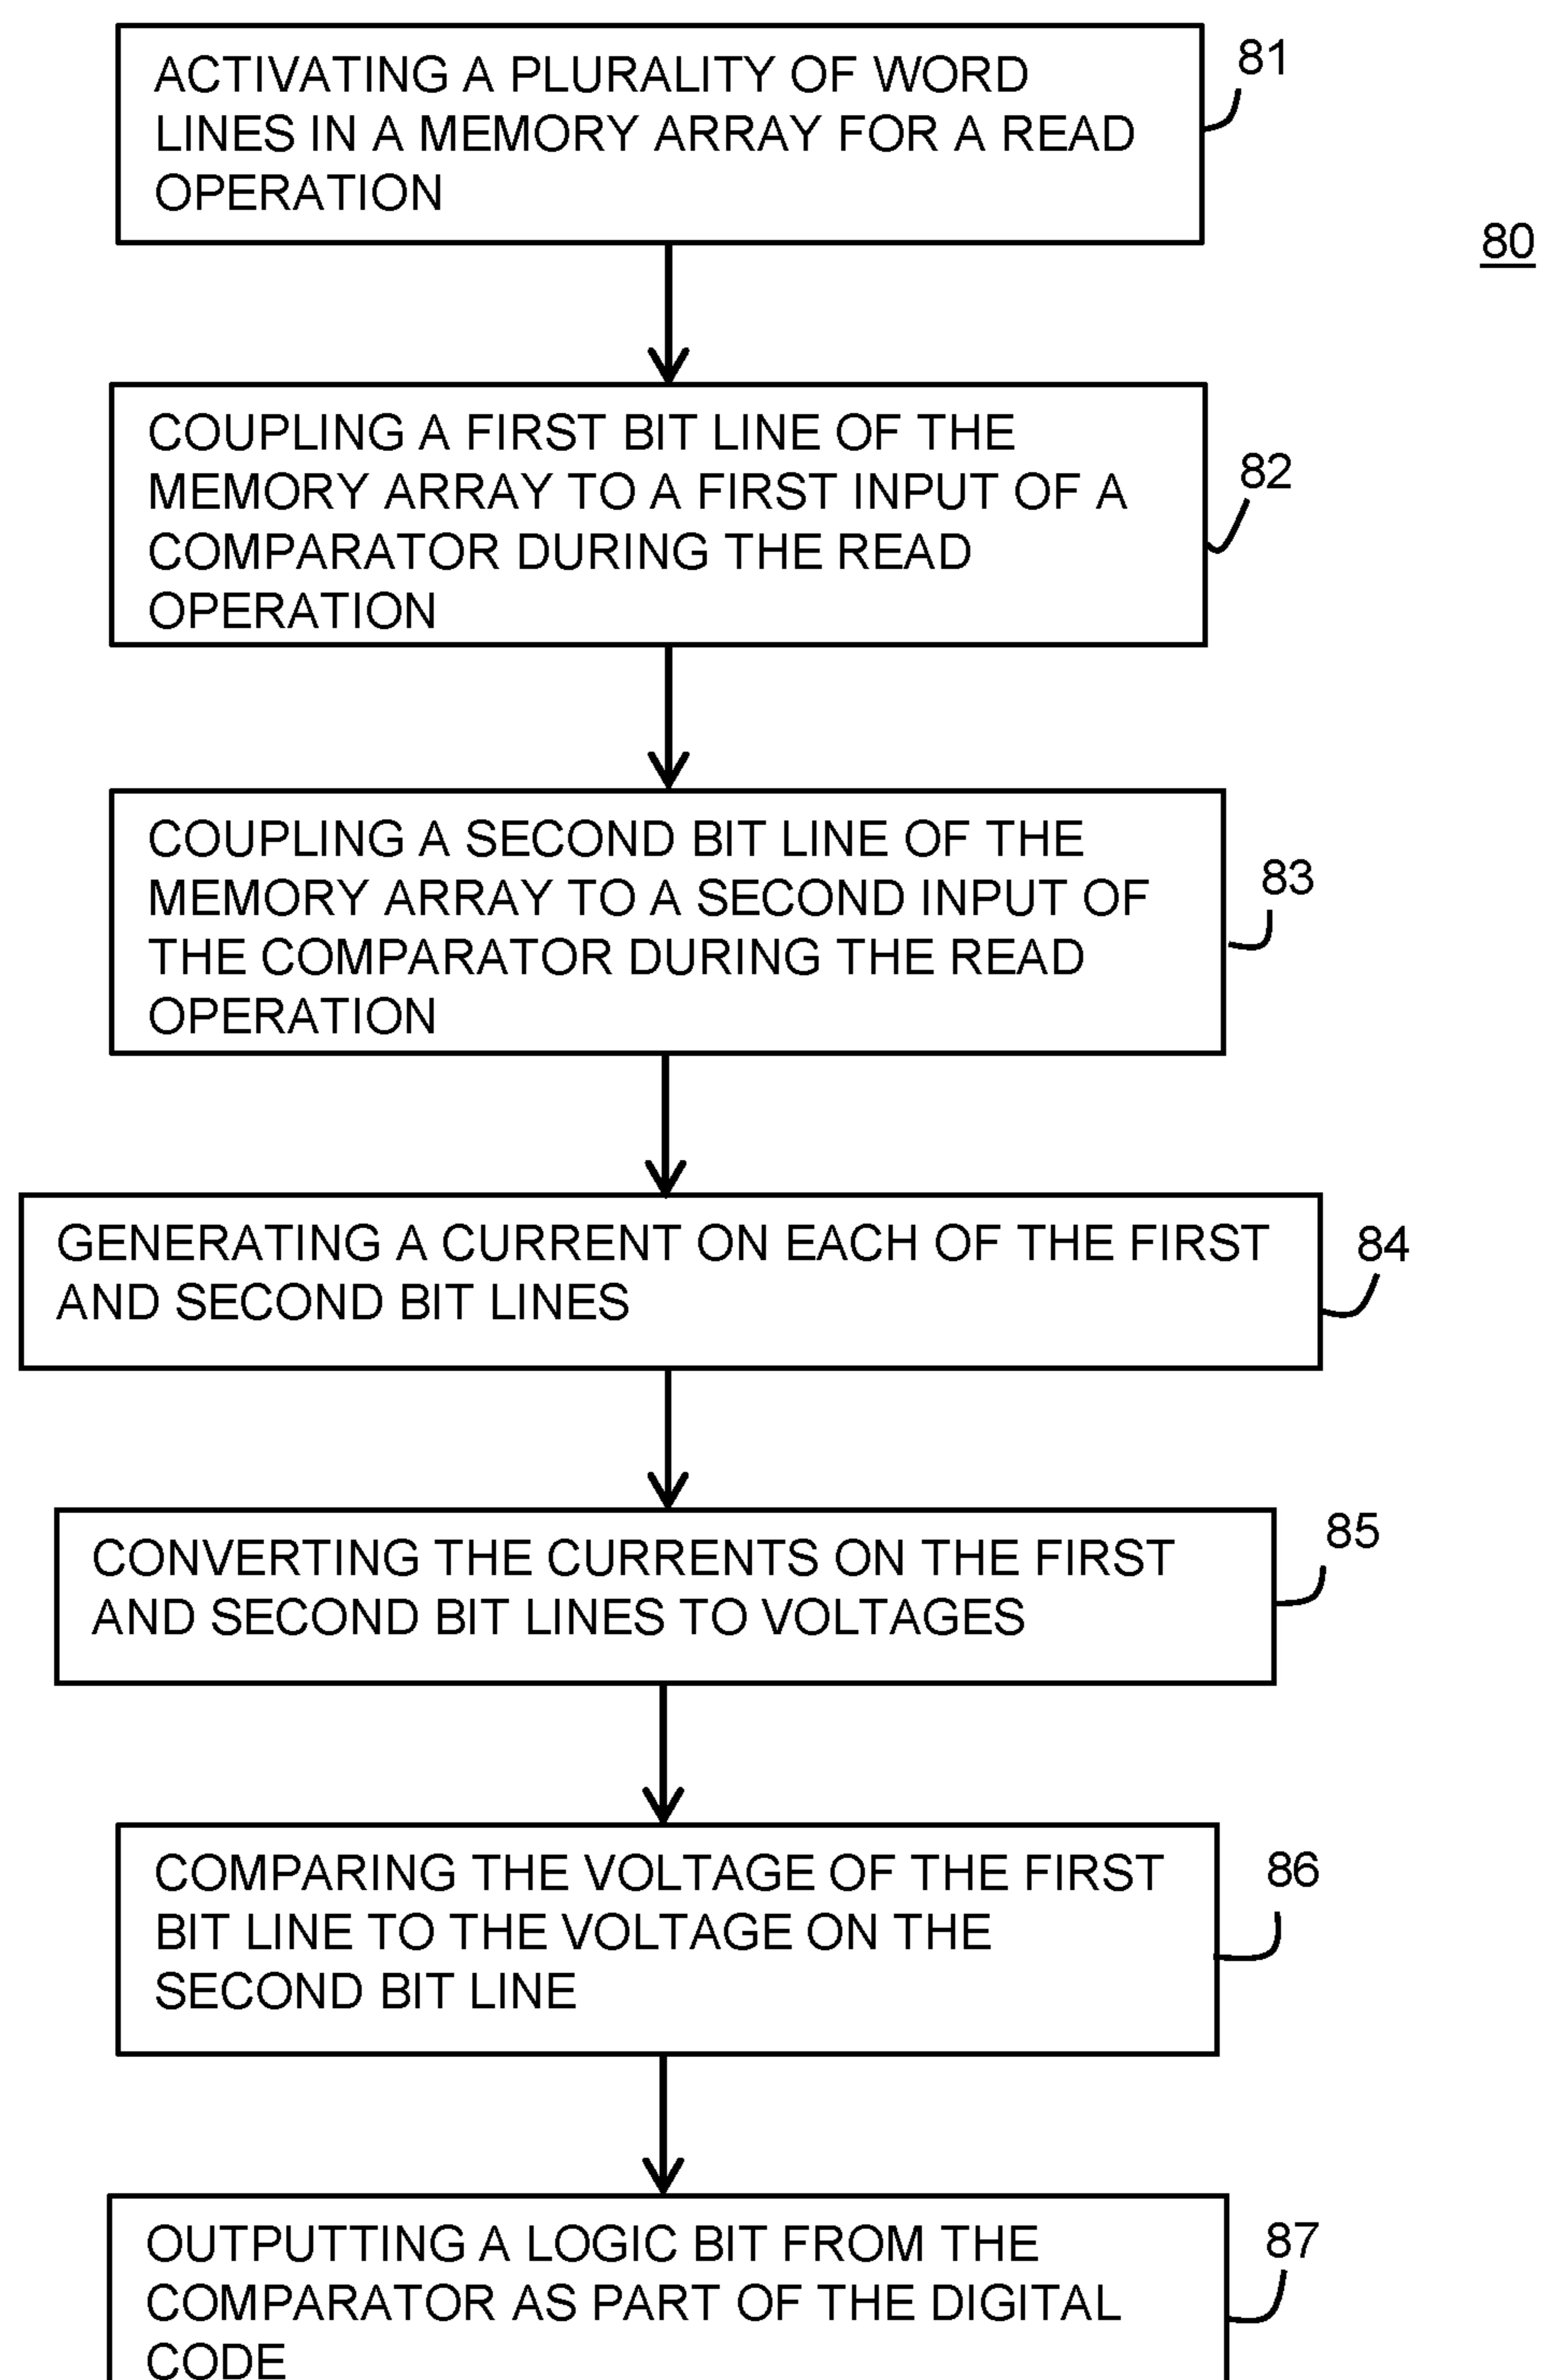 ACTIVATING A PLURALITY OF WORD
LINES IN A MEMORY ARRAY FOR A READ
OPERATION
81
80
COUPLING A FIRST BIT LINE OF THE
MEMORY ARRAY TO A FIRST INPUT OF A
COMPARATOR DURING THE READ
OPERATION
82
COUPLING A SECOND BIT LINE OF THE
MEMORY ARRAY TO A SECOND INPUT OF
THE COMPARATOR DURING THE READ
OPERATION
83
GENERATING A CURRENT ON EACH OF THE FIRST
AND SECOND BIT LINES
84
CONVERTING THE CURRENTS ON THE FIRST
AND SECOND BIT LINES TO VOLTAGES
85
COMPARING THE VOLTAGE OF THE FIRST
BIT LINE TO THE VOLTAGE ON THE
SECOND BIT LINE
86
OUTPUTTING A LOGIC BIT FROM THE
COMPARATOR AS PART OF THE DIGITAL
CODE
87